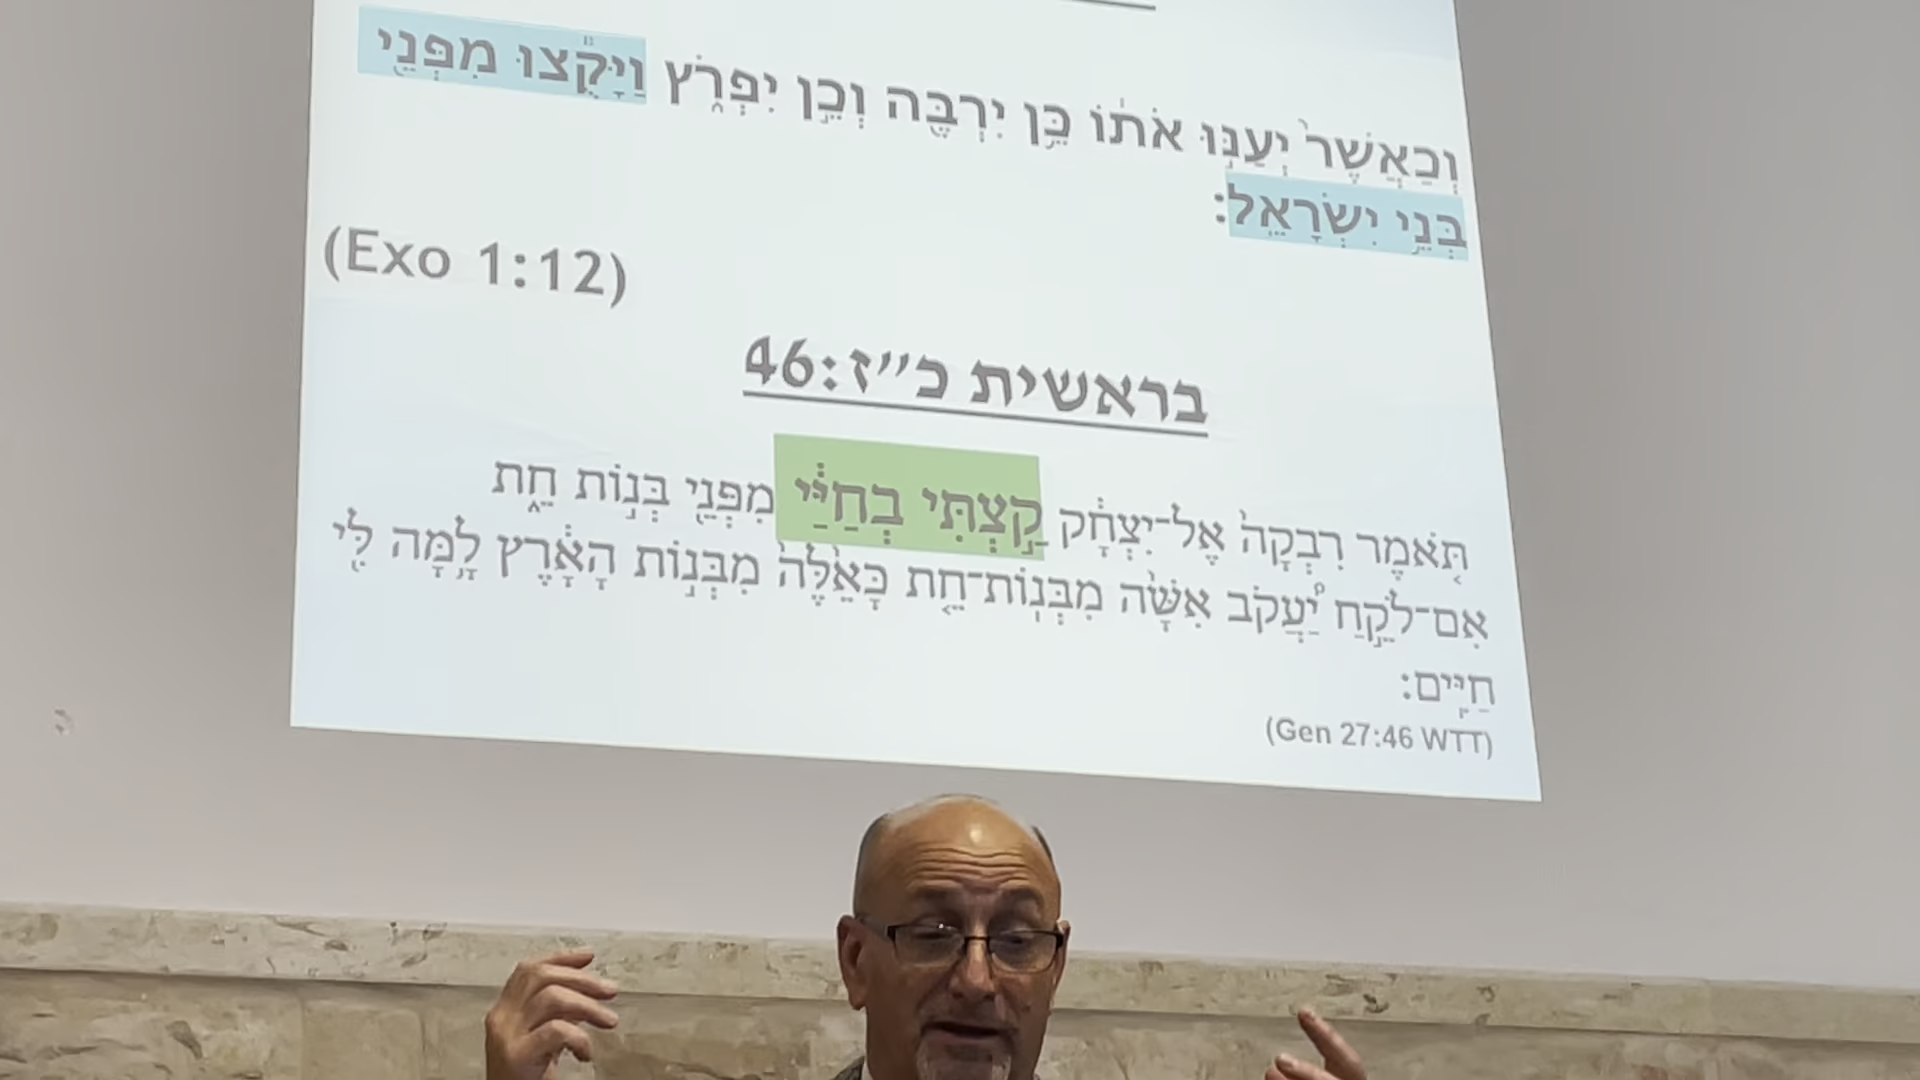 וְכַאֲשֶׁר֙ יְעַנּ֣וּ אֹת֔וֹ כֵּ֥ן יִרְבֶּ֖ה וְכֵ֣ן יִפְרֹ֑ץ וַיָּקֻ֕צוּ מִפְּנֵ֖י
בְּנֵ֥י יִשְׂרָאֵֽל׃
(Exo 1:12)
בראשית כ״ז:46
תֹּ֤אמֶר רִבְקָה֙ אֶל־יִצְחָ֔ק קַ֣צְתִּי בְחַיַּ֔י מִפְּנֵ֖י בְּנ֣וֹת חֵ֑ת
אִם־לֹקֵ֣חַ יַ֠עֲקֹב אִשָּׁ֨ה מִבְּנֽוֹת־חֵ֤ת כָּאֵ֙לֶּה֙ מִבְּנ֣וֹת הָאָ֔רֶץ לָ֥מָּה לִּ֖י
חַיִּֽים׃
(Gen 27:46 WTT)